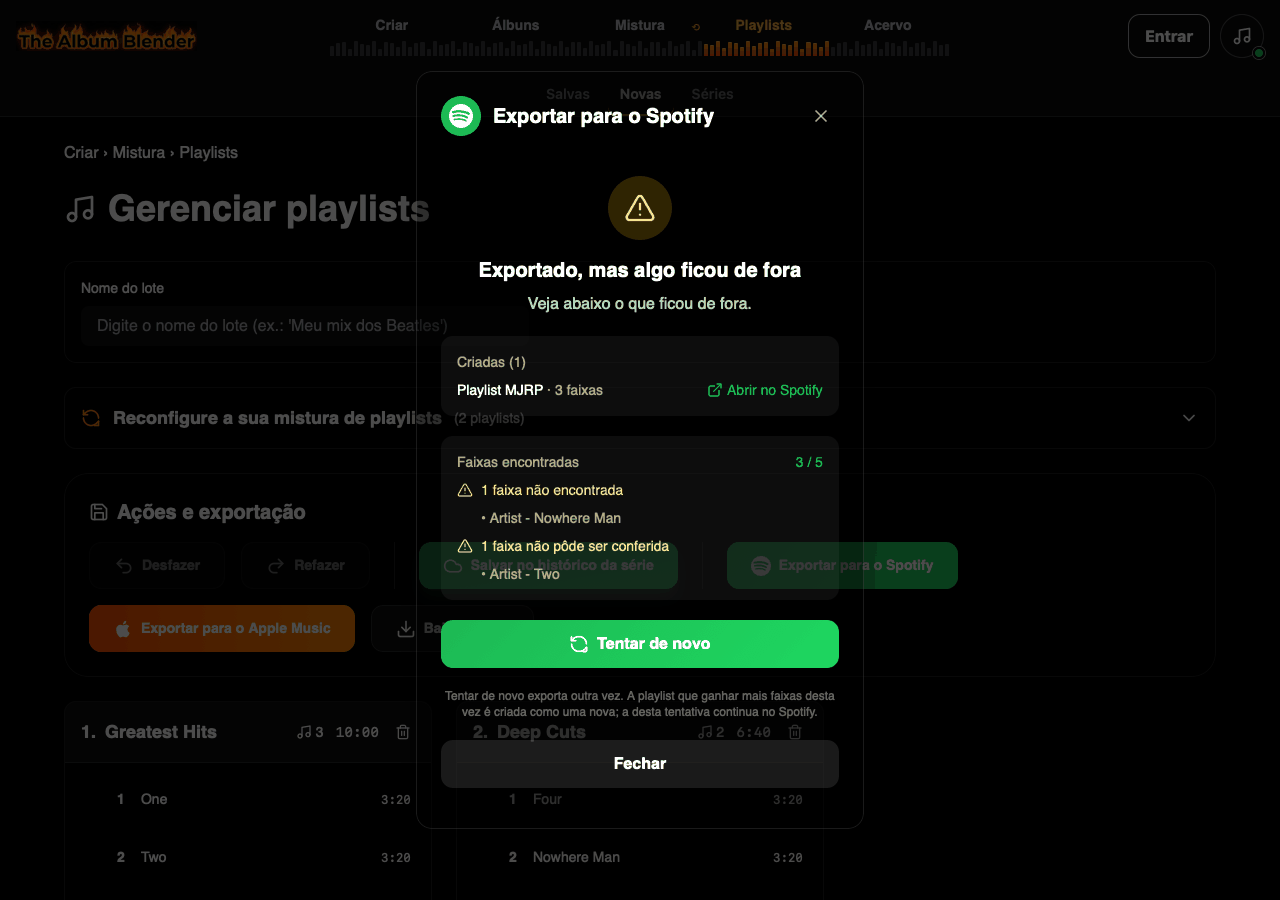 The Album Blender
Criar
Álbuns
Mistura
Playlists
Acervo
Entrar
Salvas
Novas
Séries
Exportar para o Spotify
Criar › Mistura › Playlists
Gerenciar playlists
Exportado, mas algo ficou de fora
Veja abaixo o que ficou de fora.
Nome do lote
Digite o nome do lote (ex.: 'Meu mix dos Beatles')
Criadas (1)
Playlist MJRP · 3 faixas
Abrir no Spotify
Reconfigure a sua mistura de playlists (2 playlists)
Faixas encontradas 3 / 5
1 faixa não encontrada
• Artist - Nowhere Man
1 faixa não pôde ser conferida
• Artist - Two
Ações e exportação
Desfazer
Refazer
Salvar no histórico da série
Exportar para o Spotify
Exportar para o Apple Music
Tentar de novo
Tentar de novo exporta outra vez. A playlist que ganhar mais faixas desta
vez é criada como uma nova; a desta tentativa continua no Spotify.
Fechar
1. Greatest Hits 3 10:00
1 One 3:20
2 Two 3:20
2. Deep Cuts 2 6:40
1 Four 3:20
2 Nowhere Man 3:20